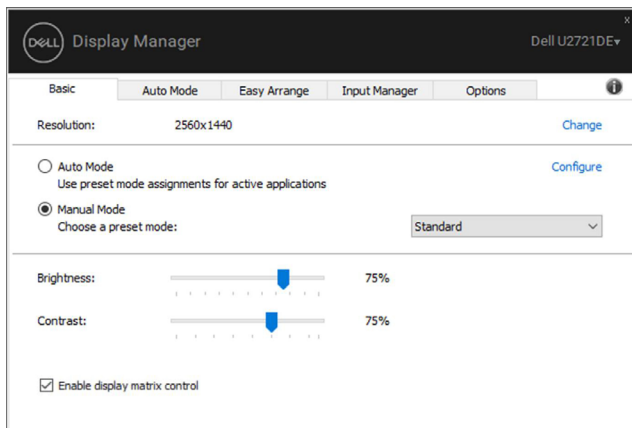 DELL Display Manager
x
Dell U2721DE
Basic Auto Mode Easy Arrange Input Manager Options i
Resolution: 2560x1440 Change
Auto Mode Configure
Use preset mode assignments for active applications
Manual Mode
Choose a preset mode: Standard
Brightness: 75%
Contrast: 75%
Enable display matrix control